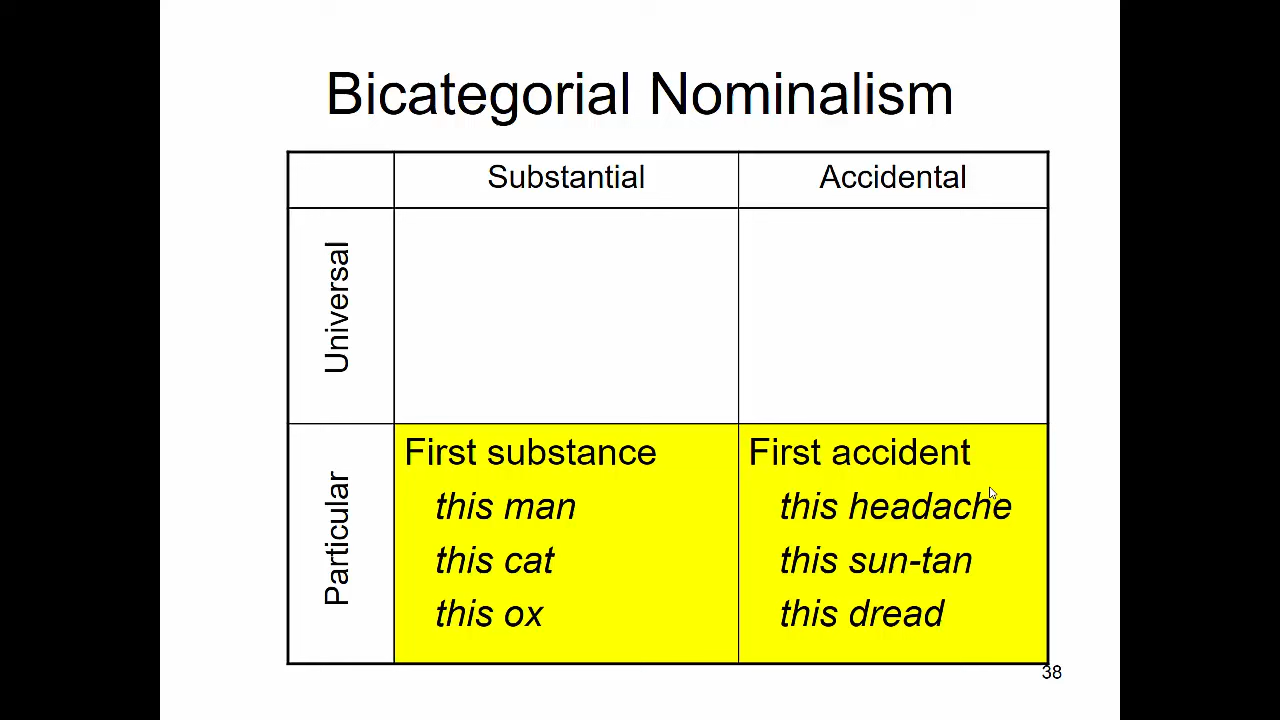 Bicategorial Nominalism
Substantial
Accidental
Universal
Particular
First substance
this man
this cat
this ox
First accident
this headache
this sun-tan
this dread
38